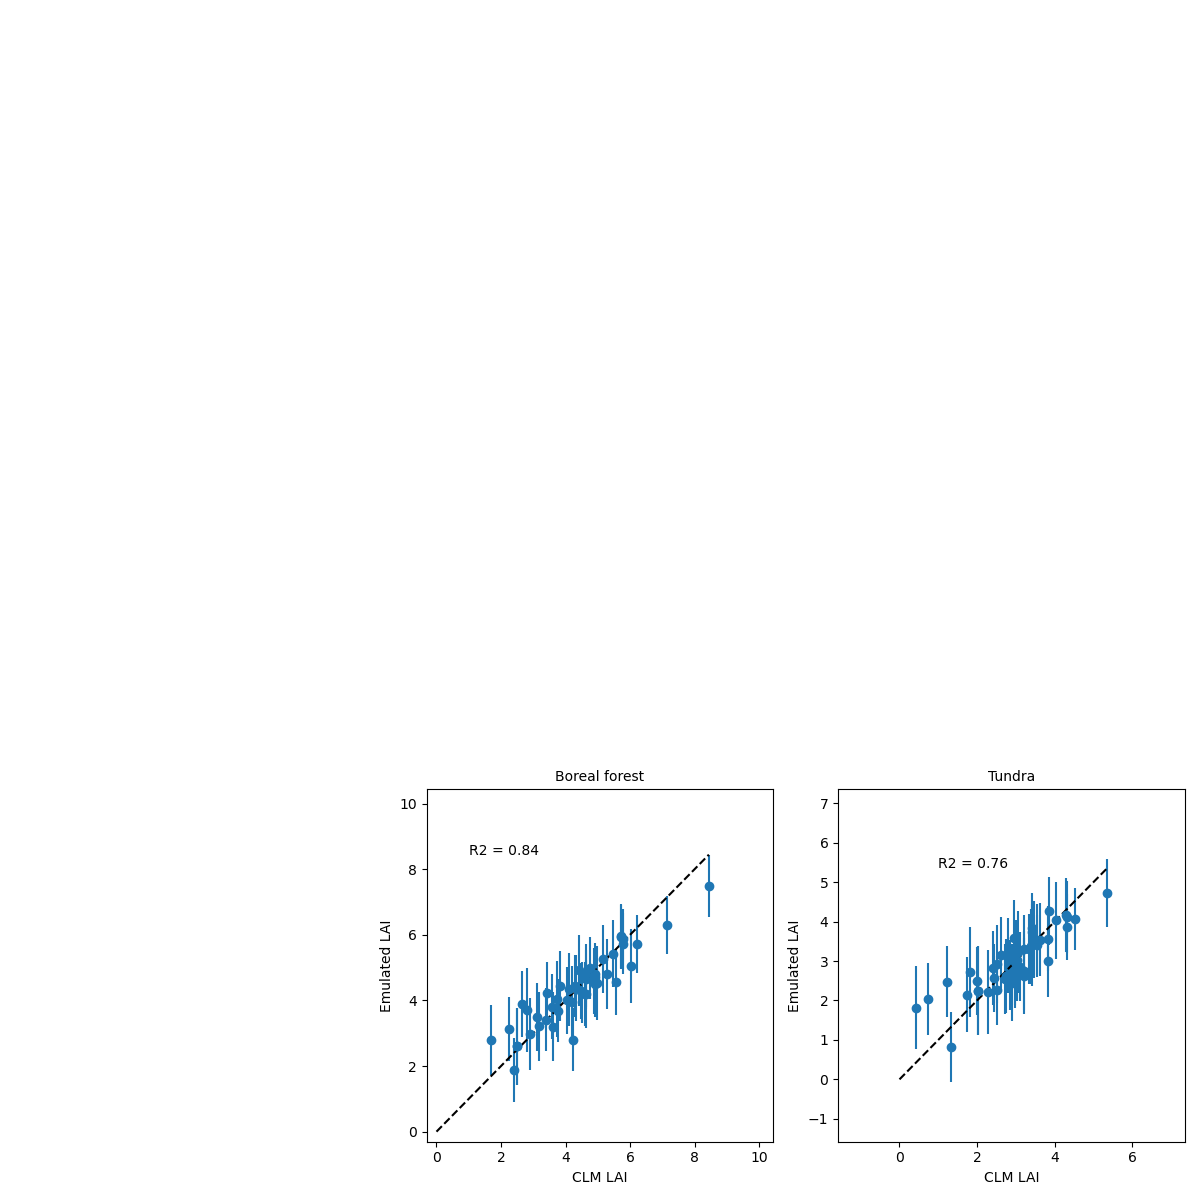 Boreal forest
10
8
6
4
2
0
R2 = 0.84
Emulated LAI
0 2 4 6 8 10
CLM LAI
Tundra
7
6
5
4
3
2
1
0
−1
R2 = 0.76
Emulated LAI
0 2 4 6
CLM LAI